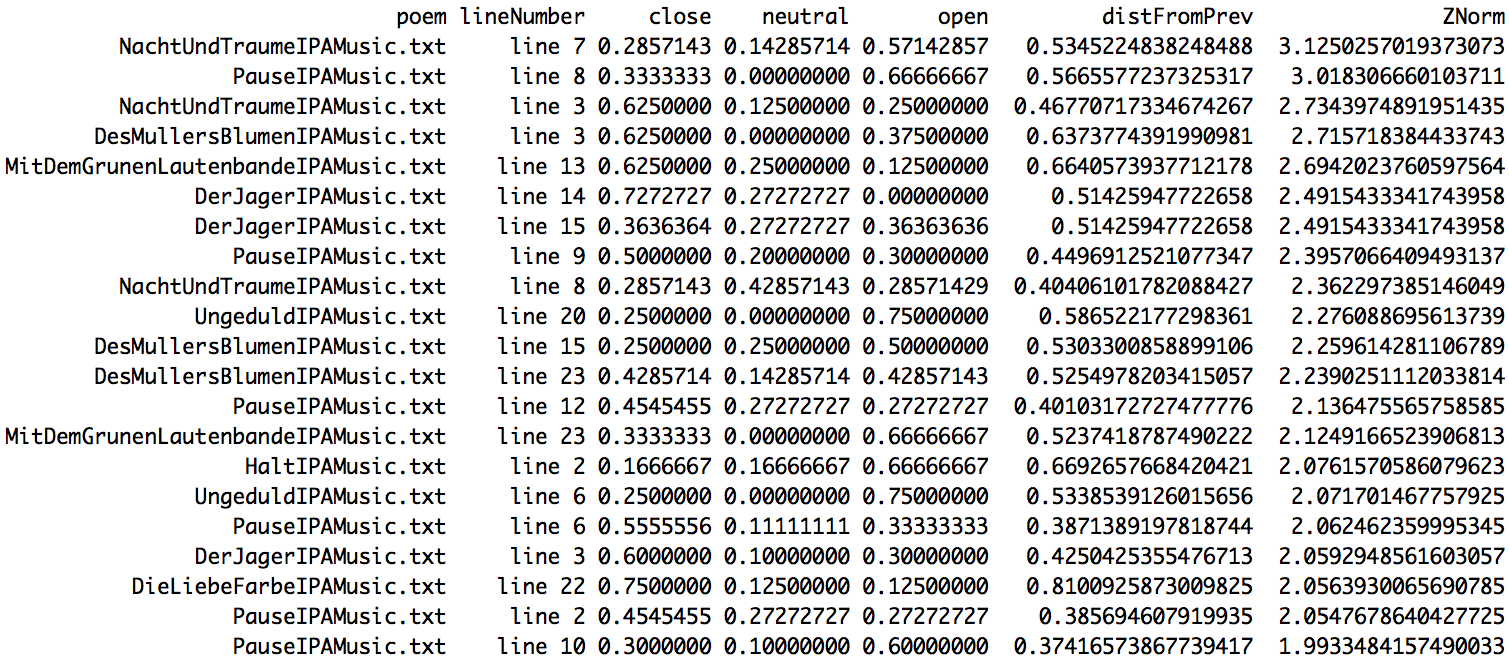 poem lineNumber close neutral open distFromPrev ZNorm
NachtUndTraumeIPAMusic.txt line 7 0.2857143 0.14285714 0.57142857 0.5345224838248488 3.1250257019373073
PauseIPAMusic.txt line 8 0.3333333 0.00000000 0.66666667 0.5665577237325317 3.018306660103711
NachtUndTraumeIPAMusic.txt line 3 0.6250000 0.12500000 0.25000000 0.46770717334674267 2.7343974891951435
DesMullersBlumenIPAMusic.txt line 3 0.6250000 0.00000000 0.37500000 0.6373774391990981 2.715718384433743
MitDemGrunenLautenbandeIPAMusic.txt line 13 0.6250000 0.25000000 0.12500000 0.6640573937712178 2.6942023760597564
DerJagerIPAMusic.txt line 14 0.7272727 0.27272727 0.00000000 0.51425947722658 2.4915433341743958
DerJagerIPAMusic.txt line 15 0.3636364 0.27272727 0.36363636 0.51425947722658 2.4915433341743958
PauseIPAMusic.txt line 9 0.5000000 0.20000000 0.30000000 0.4496912521077347 2.3957066409493137
NachtUndTraumeIPAMusic.txt line 8 0.2857143 0.42857143 0.28571429 0.40406101782088427 2.362297385146049
UngeduldIPAMusic.txt line 20 0.2500000 0.00000000 0.75000000 0.586522177298361 2.276088695613739
DesMullersBlumenIPAMusic.txt line 15 0.2500000 0.25000000 0.50000000 0.5303300858899106 2.259614281106789
DesMullersBlumenIPAMusic.txt line 23 0.4285714 0.14285714 0.42857143 0.5254978203415057 2.2390251112033814
PauseIPAMusic.txt line 12 0.4545455 0.27272727 0.27272727 0.40103172727477776 2.136475565758585
MitDemGrunenLautenbandeIPAMusic.txt line 23 0.3333333 0.00000000 0.66666667 0.5237418787490222 2.1249166523906813
HaltIPAMusic.txt line 2 0.1666667 0.16666667 0.66666667 0.6692657668420421 2.0761570586079623
UngeduldIPAMusic.txt line 6 0.2500000 0.00000000 0.75000000 0.5338539126015656 2.071701467757925
PauseIPAMusic.txt line 6 0.5555556 0.11111111 0.33333333 0.3871389197818744 2.062462359995345
DerJagerIPAMusic.txt line 3 0.6000000 0.10000000 0.30000000 0.4250425355476713 2.0592948561603057
DieLiebeFarbeIPAMusic.txt line 22 0.7500000 0.12500000 0.12500000 0.8100925873009825 2.0563930065690785
PauseIPAMusic.txt line 2 0.4545455 0.27272727 0.27272727 0.385694607919935 2.0547678640427725
PauseIPAMusic.txt line 10 0.3000000 0.10000000 0.60000000 0.37416573867739417 1.9933484157490033